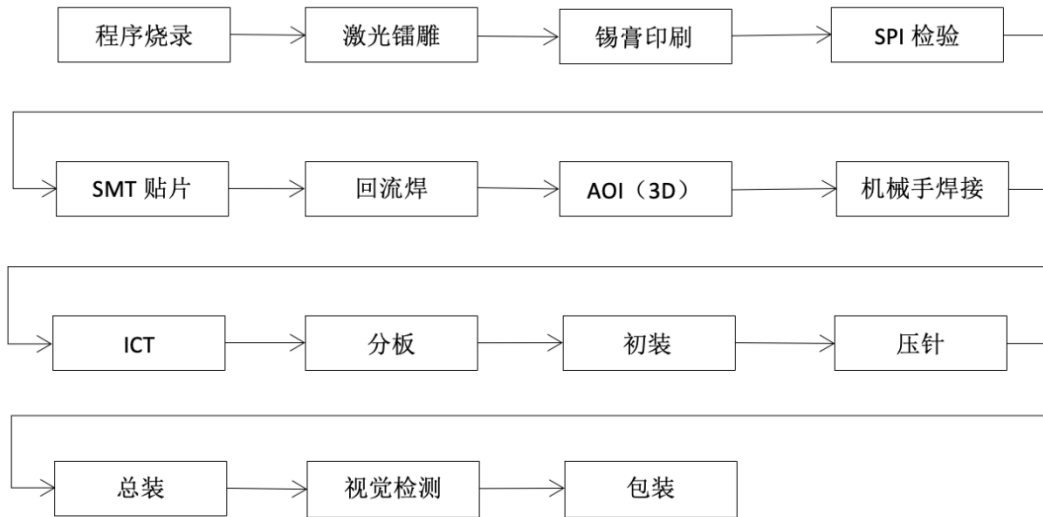 程序烧录
激光镭雕
锡膏印刷
SPI 检验
SMT 贴片
回流焊
AOI（3D）
机械手焊接
ICT
分板
初装
压针
总装
视觉检测
包装